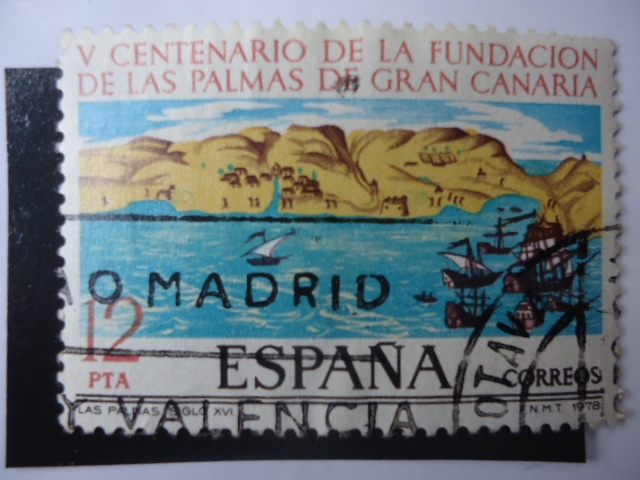 V CENTENARIO DE LA FUNDACION
DE LAS PALMAS DE GRAN CANARIA
O MADRID
12
PTA
ESPAÑA
CORREOS
LAS PALMAS SIGLO XVI
F.N.M.T. 1978
Y VALENCIA